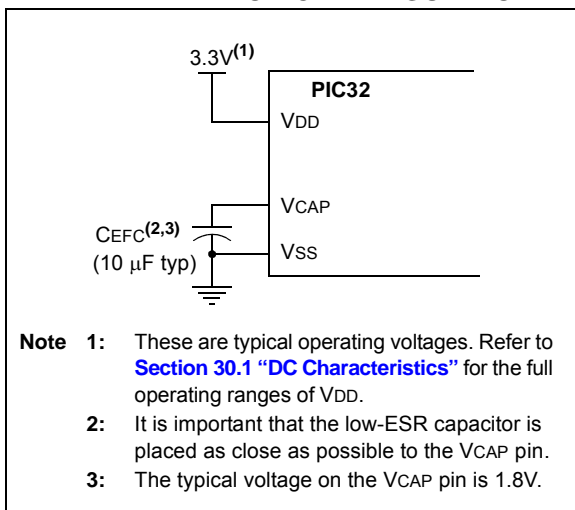 3.3V(1)
PIC32
VDD
VCAP
CEFC(2,3)
(10 μF typ)
VSS
Note 1: These are typical operating voltages. Refer to
Section 30.1 “DC Characteristics” for the full
operating ranges of VDD.
2: It is important that the low-ESR capacitor is
placed as close as possible to the VCAP pin.
3: The typical voltage on the VCAP pin is 1.8V.